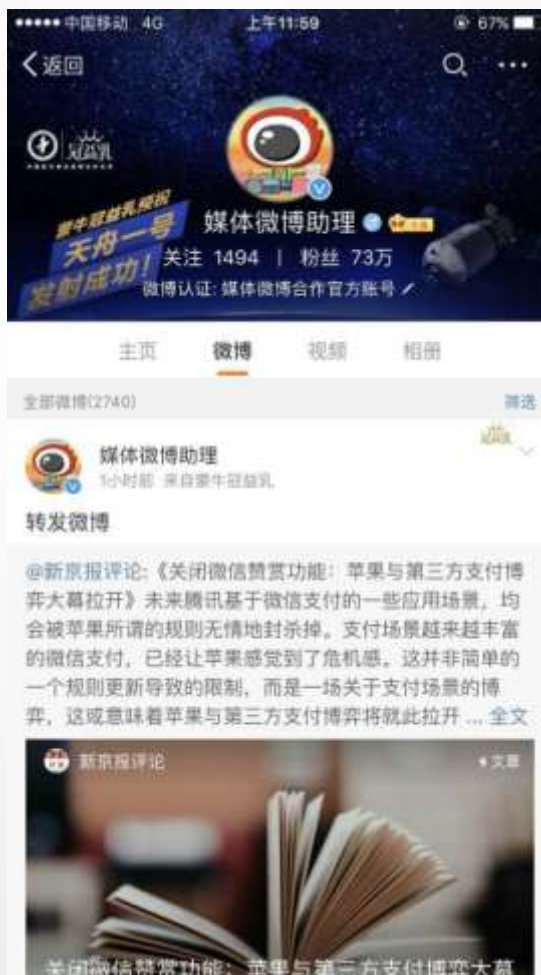 中国移动 4G 上午11:59 67%
返回
冠益乳
蒙牛冠益乳预祝
天舟一号
发射成功!
媒体微博助理
关注 1494 | 粉丝 73万
微博认证: 媒体微博合作官方账号
主页 微博 视频 相册
全部微博(2740) 筛选
媒体微博助理
冠益乳
1小时前 来自蒙牛冠益乳
转发微博
@新京报评论:《关闭微信赞赏功能：苹果与第三方支付博
弈大幕拉开》未来腾讯基于微信支付的一些应用场景，均
会被苹果所谓的规则无情地封杀掉。支付场景越来越丰富
的微信支付，已经让苹果感觉到了危机感。这并非简单的
一个规则更新导致的限制，而是一场关于支付场景的博
弈，这或意味着苹果与第三方支付博弈将就此拉开 ... 全文
新京报评论 文章
关闭微信赞赏功能：苹果与第三方支付博弈大幕